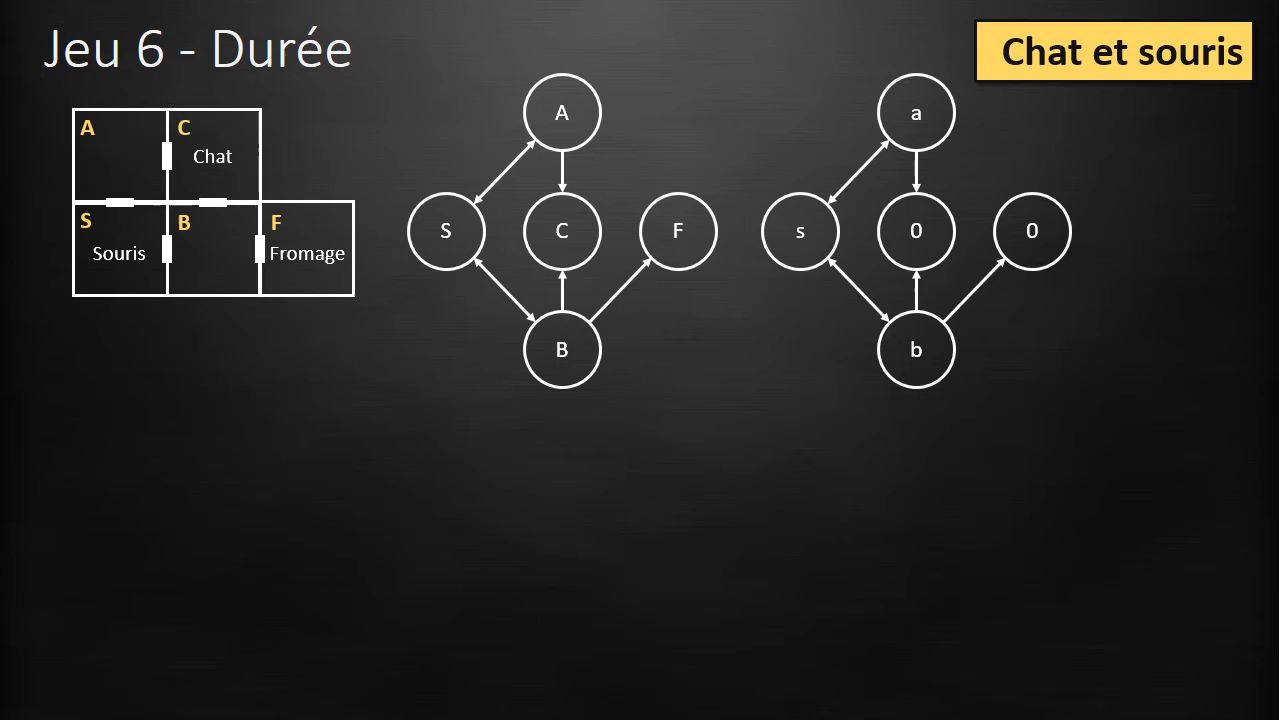 Jeu 6 - Durée
Chat et souris
A
C
Chat
S
B
F
Souris
Fromage
A
S
C
F
B
a
s
0
0
b